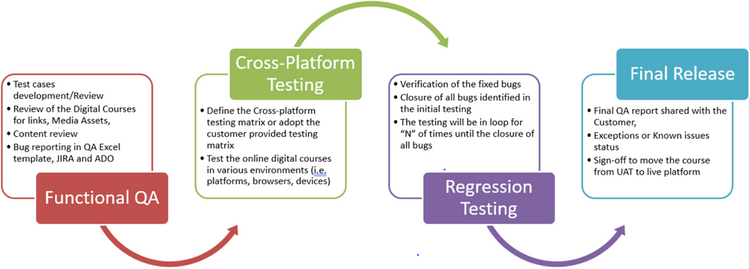 • Test cases
development/Review
• Review of the Digital Courses
for links, Media Assets,
• Content review
• Bug reporting in QA Excel
template, JIRA and ADO
Functional QA
Cross-Platform
Testing
• Define the Cross-platform
testing matrix or adopt the
customer provided testing
matrix
• Test the online digital courses
in various environments (i.e.
platforms, browsers, devices)
• Verification of the fixed bugs
• Closure of all bugs identified in
the initial testing
• The testing will be in loop for
“N” of times until the closure of
all bugs
Regression
Testing
Final Release
• Final QA report shared with the
Customer,
• Exceptions or Known issues
status
• Sign-off to move the course
from UAT to live platform